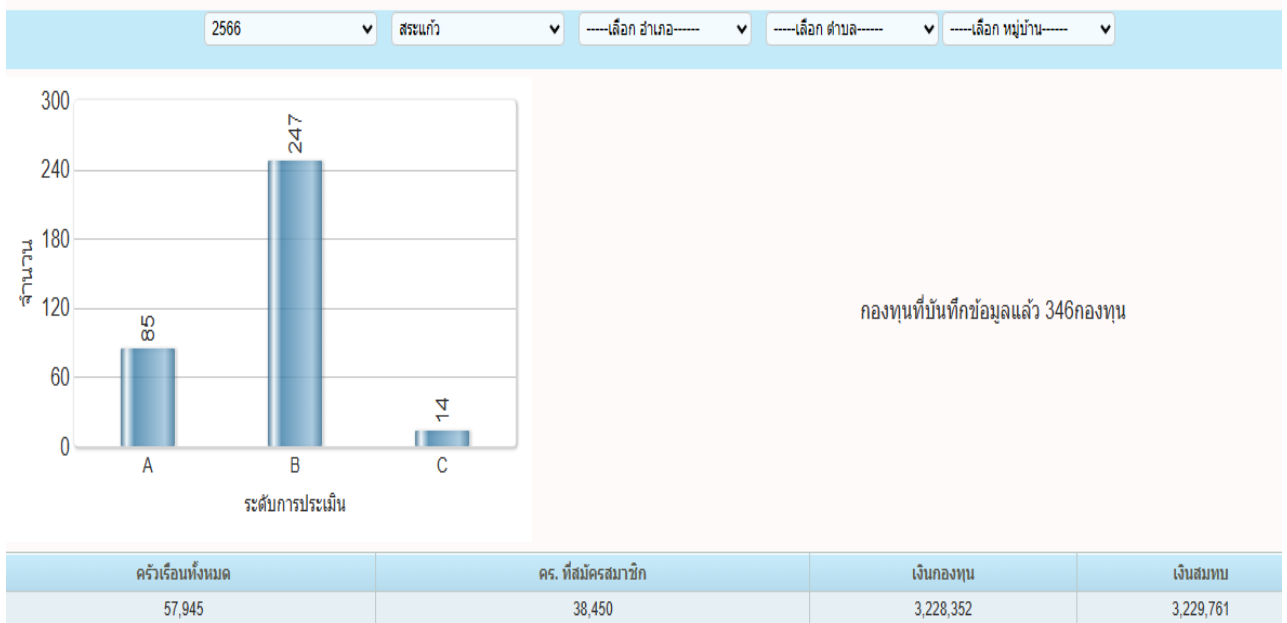 2566 สระแก้ว -----เลือก อำเภอ------ -----เลือก ตำบล------ -----เลือก หมู่บ้าน------
300
247
240
180
จำนวน
120
85
กองทุนที่บันทึกข้อมูลแล้ว 346กองทุน
60
14
0
A B C
ระดับการประเมิน
ครัวเรือนทั้งหมด คร. ที่สมัครสมาชิก เงินกองทุน เงินสมทบ
57,945 38,450 3,228,352 3,229,761